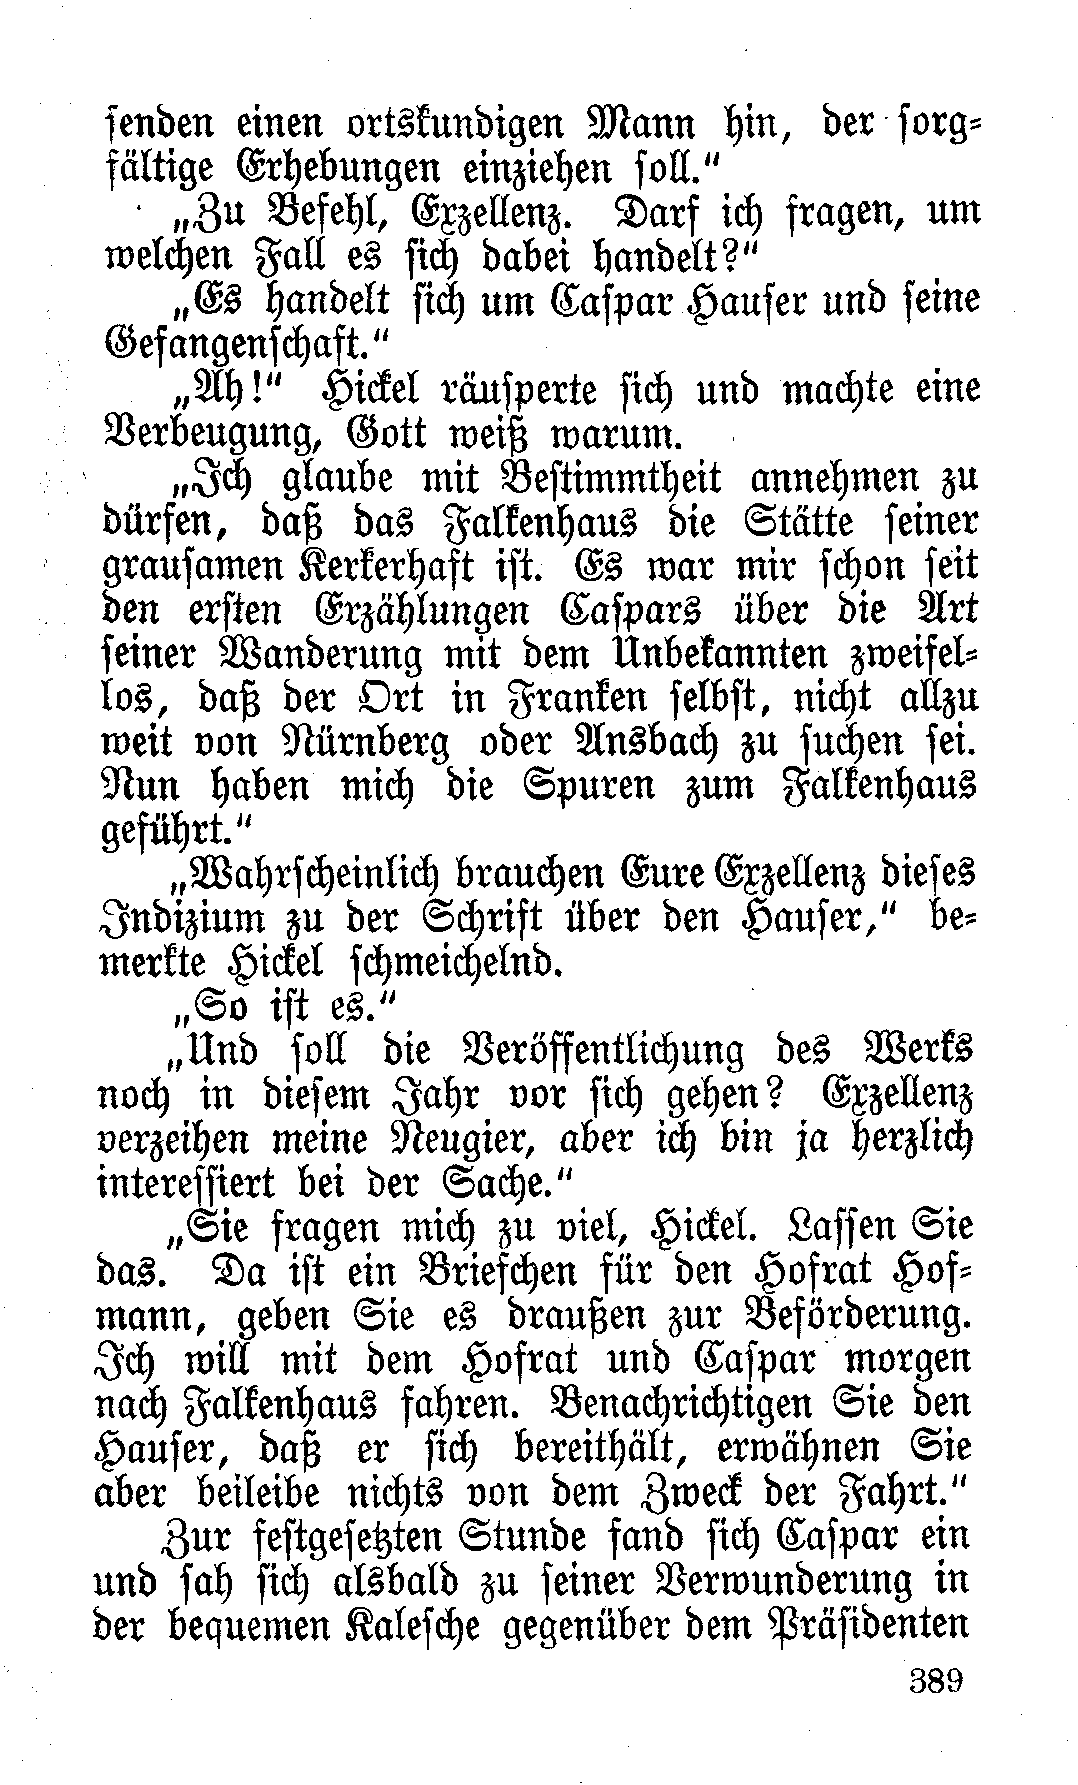 senden einen ortskundigen Mann hin, der sorg-
fältige Erhebungen einziehen soll.“
„Zu Befehl, Exzellenz. Darf ich fragen, um
welchen Fall es sich dabei handelt?“
„Es handelt sich um Caspar Hauser und seine
Gefangenschaft.“
„Ah!“ Hickel räusperte sich und machte eine
Verbeugung, Gott weiß warum.
„Ich glaube mit Bestimmtheit annehmen zu
dürfen, daß das Falkenhaus die Stätte seiner
grausamen Kerkerhaft ist. Es war mir schon seit
den ersten Erzählungen Caspars über die Art
seiner Wanderung mit dem Unbekannten zweifel-
los, daß der Ort in Franken selbst, nicht allzu
weit von Nürnberg oder Ansbach zu suchen sei.
Nun haben mich die Spuren zum Falkenhaus
geführt.“
„Wahrscheinlich brauchen Eure Exzellenz dieses
Indizium zu der Schrift über den Hauser,“ be-
merkte Hickel schmeichelnd.
„So ist es.“
„Und soll die Veröffentlichung des Werks
noch in diesem Jahr vor sich gehen? Exzellenz
verzeihen meine Neugier, aber ich bin ja herzlich
interessiert bei der Sache.“
„Sie fragen mich zu viel, Hickel. Lassen Sie
das. Da ist ein Briefchen für den Hofrat Hof-
mann, geben Sie es draußen zur Beförderung.
Ich will mit dem Hofrat und Caspar morgen
nach Falkenhaus fahren. Benachrichtigen Sie den
Hauser, daß er sich bereithält, erwähnen Sie
aber beileibe nichts von dem Zweck der Fahrt.“
Zur festgesetzten Stunde fand sich Caspar ein
und sah sich alsbald zu seiner Verwunderung in
der bequemen Kalesche gegenüber dem Präsidenten
389